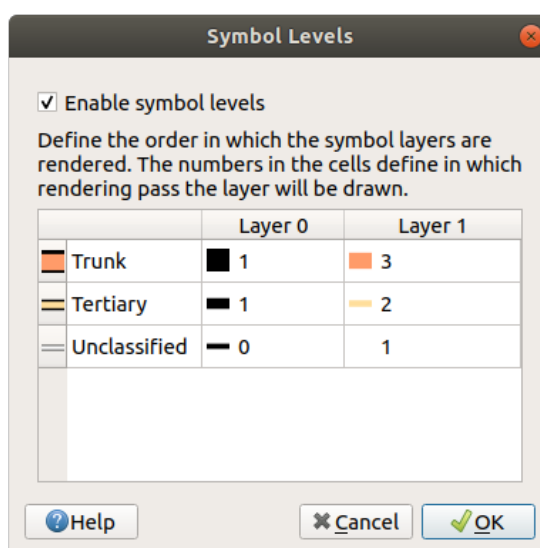 Symbol Levels
Enable symbol levels
Define the order in which the symbol layers are
rendered. The numbers in the cells define in which
rendering pass the layer will be drawn.
Layer 0 Layer 1
Trunk 1 3
Tertiary 1 2
Unclassified 0 1
Help Cancel OK